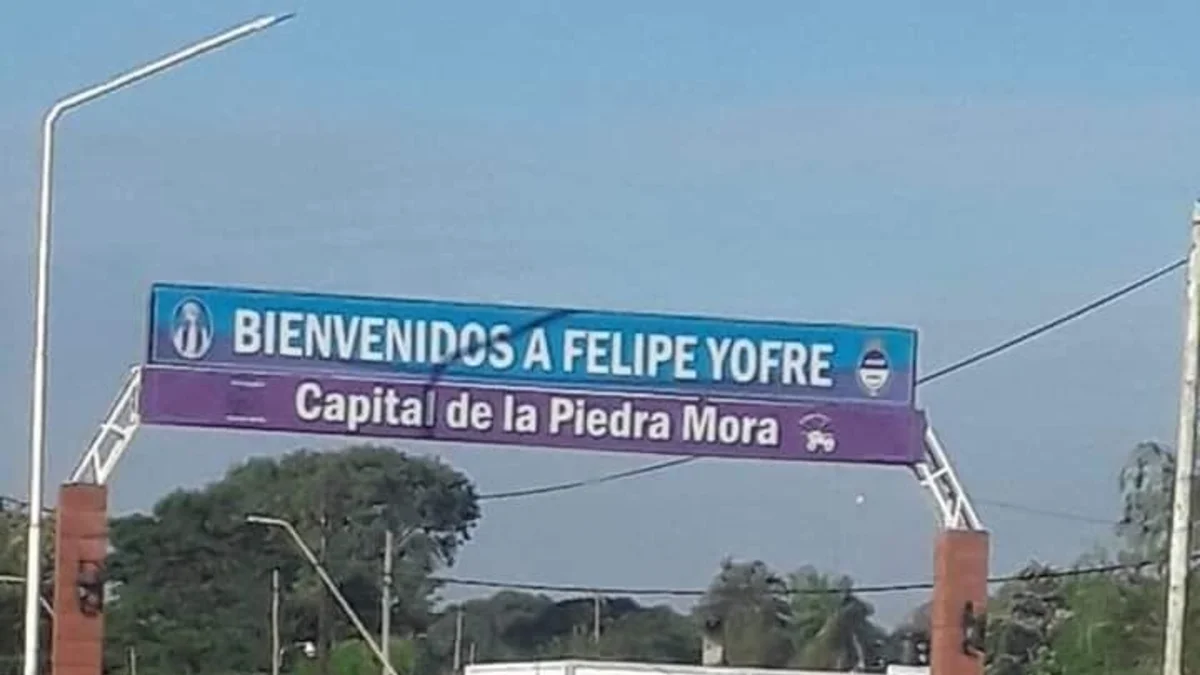 BIENVENIDOS A FELIPE YOFRE
Capital de la Piedra Mora